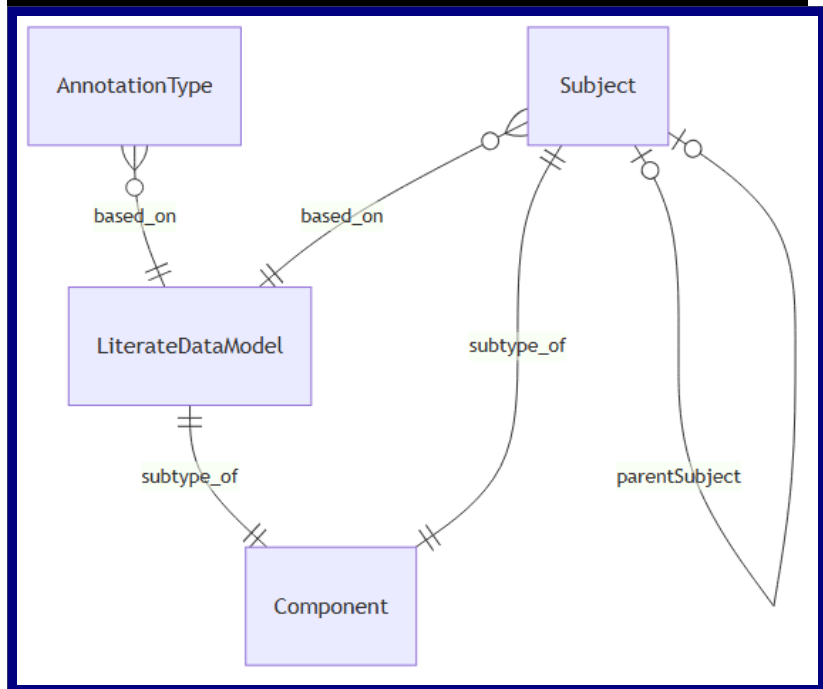 AnnotationType
Subject
based_on
based_on
LiterateDataModel
subtype_of
subtype_of
parentSubject
Component